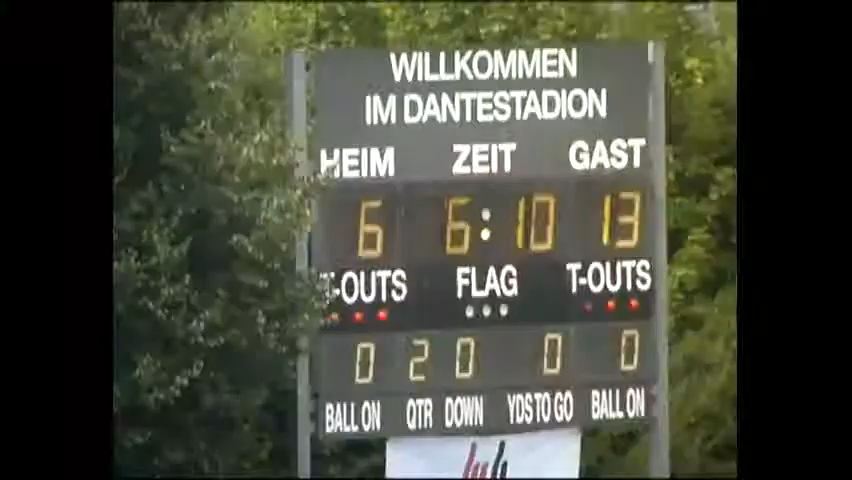 WILLKOMMEN
IM DANTESTADION
HEIM ZEIT GAST
6 6:10 13
T-OUTS FLAG T-OUTS
0 2 0 0 0
BALL ON QTR DOWN YDS TO GO BALL ON